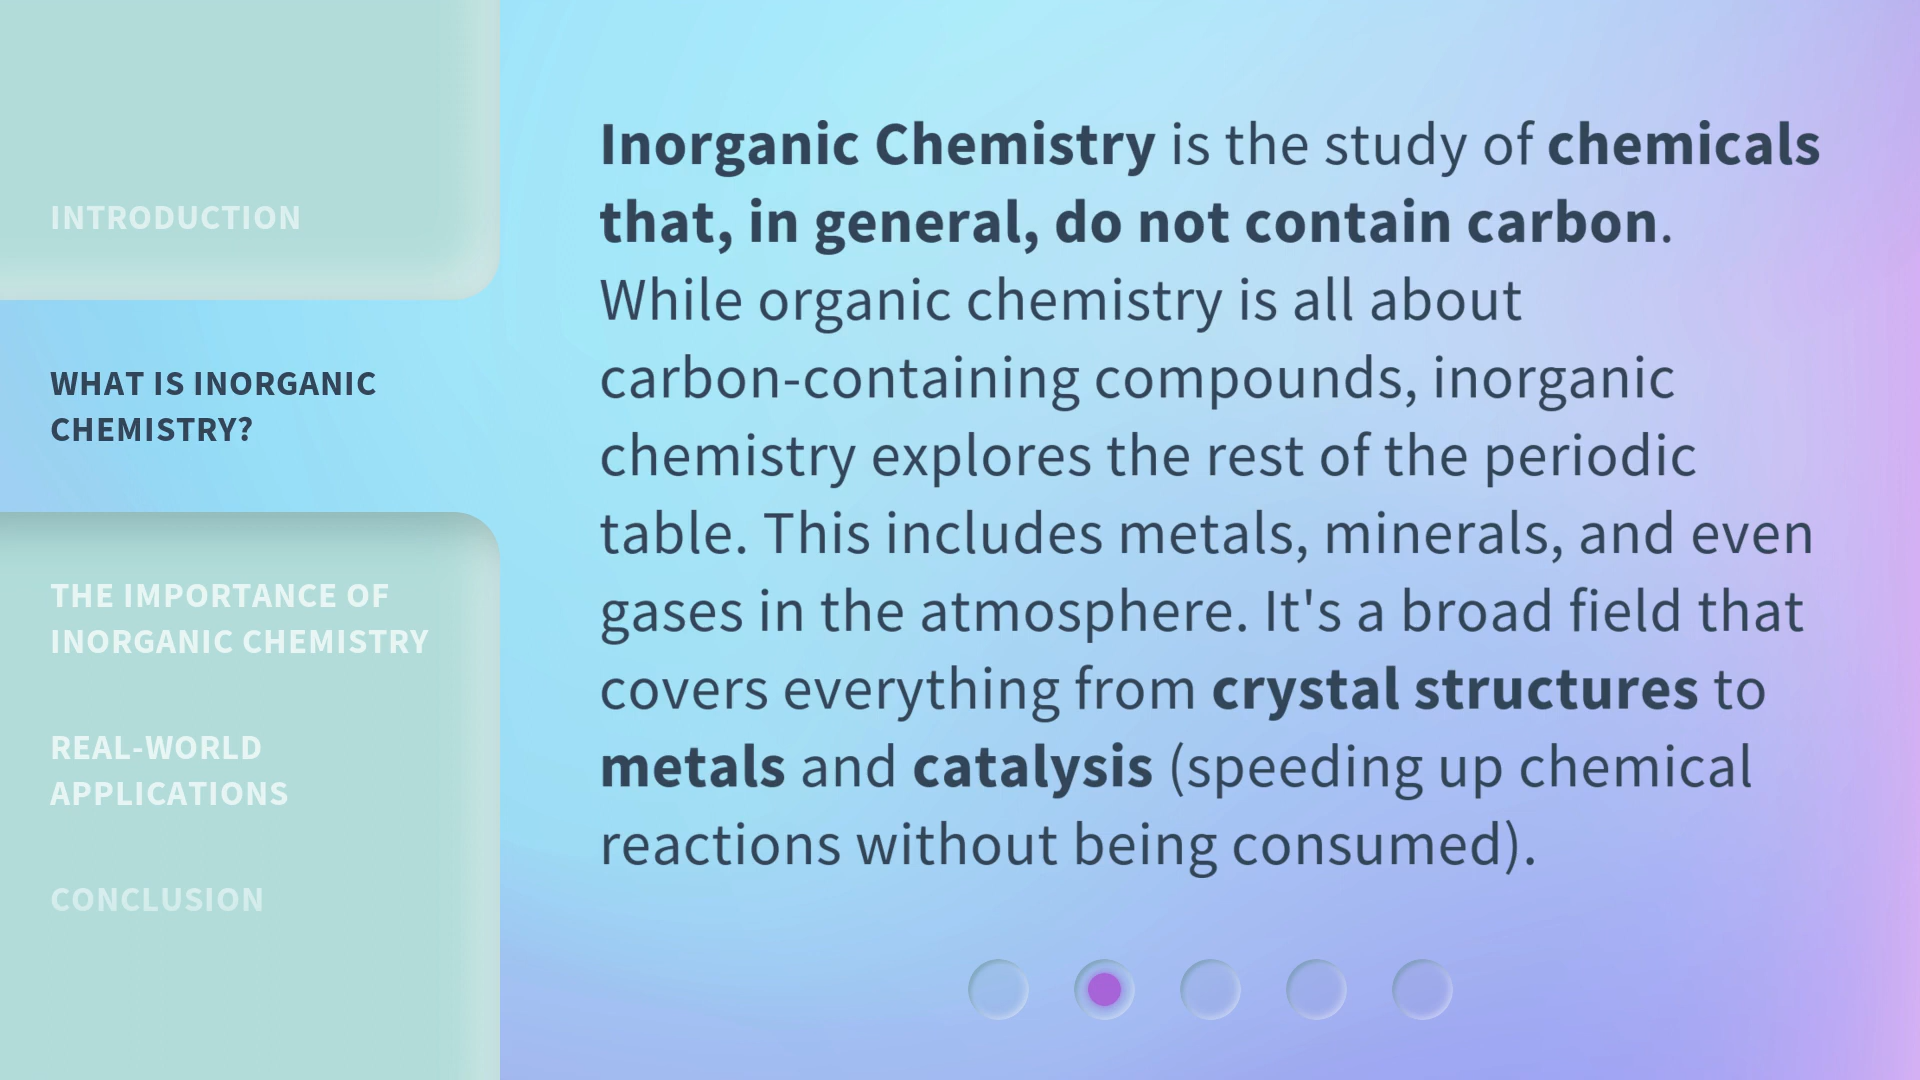 INTRODUCTION
WHAT IS INORGANIC
CHEMISTRY?
THE IMPORTANCE OF
INORGANIC CHEMISTRY
REAL-WORLD
APPLICATIONS
CONCLUSION
Inorganic Chemistry is the study of chemicals
that, in general, do not contain carbon.
While organic chemistry is all about
carbon-containing compounds, inorganic
chemistry explores the rest of the periodic
table. This includes metals, minerals, and even
gases in the atmosphere. It's a broad field that
covers everything from crystal structures to
metals and catalysis (speeding up chemical
reactions without being consumed).